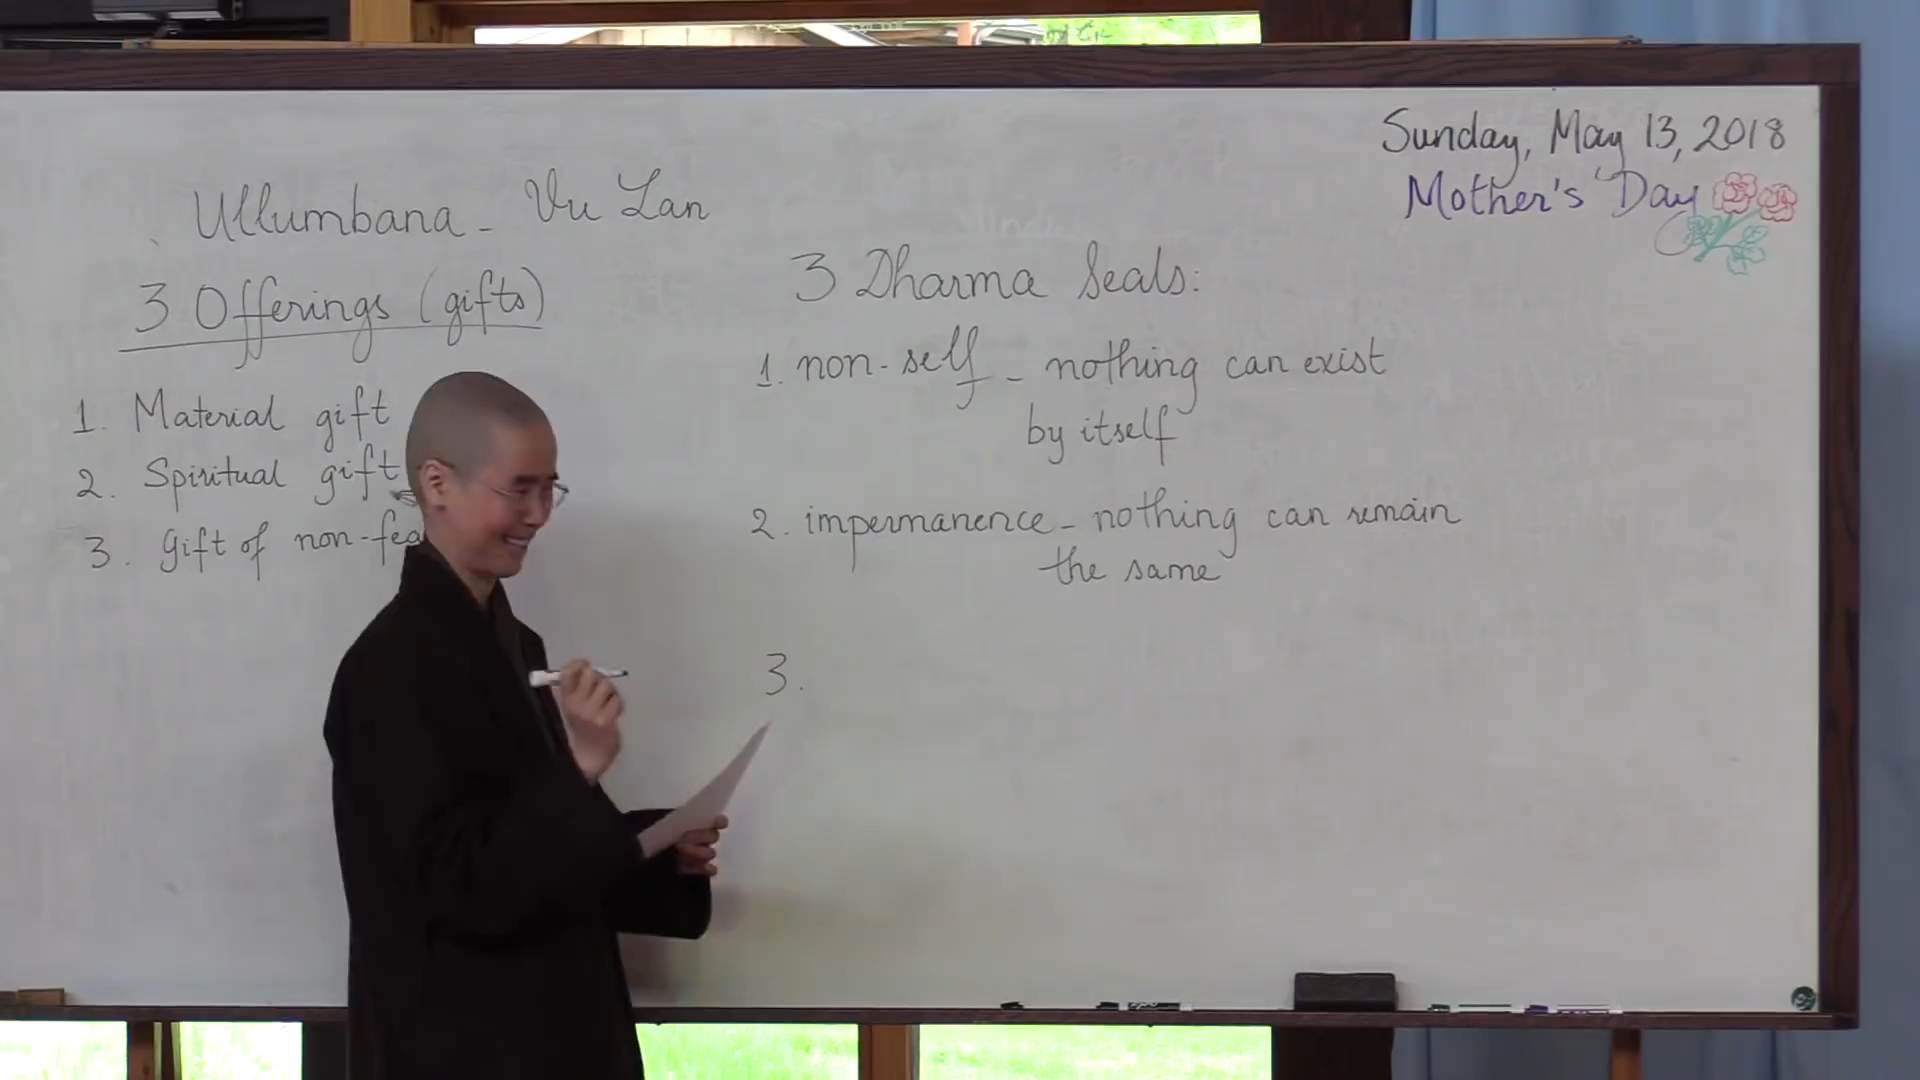 Sunday, May 13, 2018
Mother's Day
Ullumbana - Vu Lan
3 Offerings (gifts)
1. Material gift
2. Spiritual gift
3. Gift of non-fea
3 Dharma Seals:
1. non-self - nothing can exist
by itself
2. impermanence - nothing can remain
the same
3.